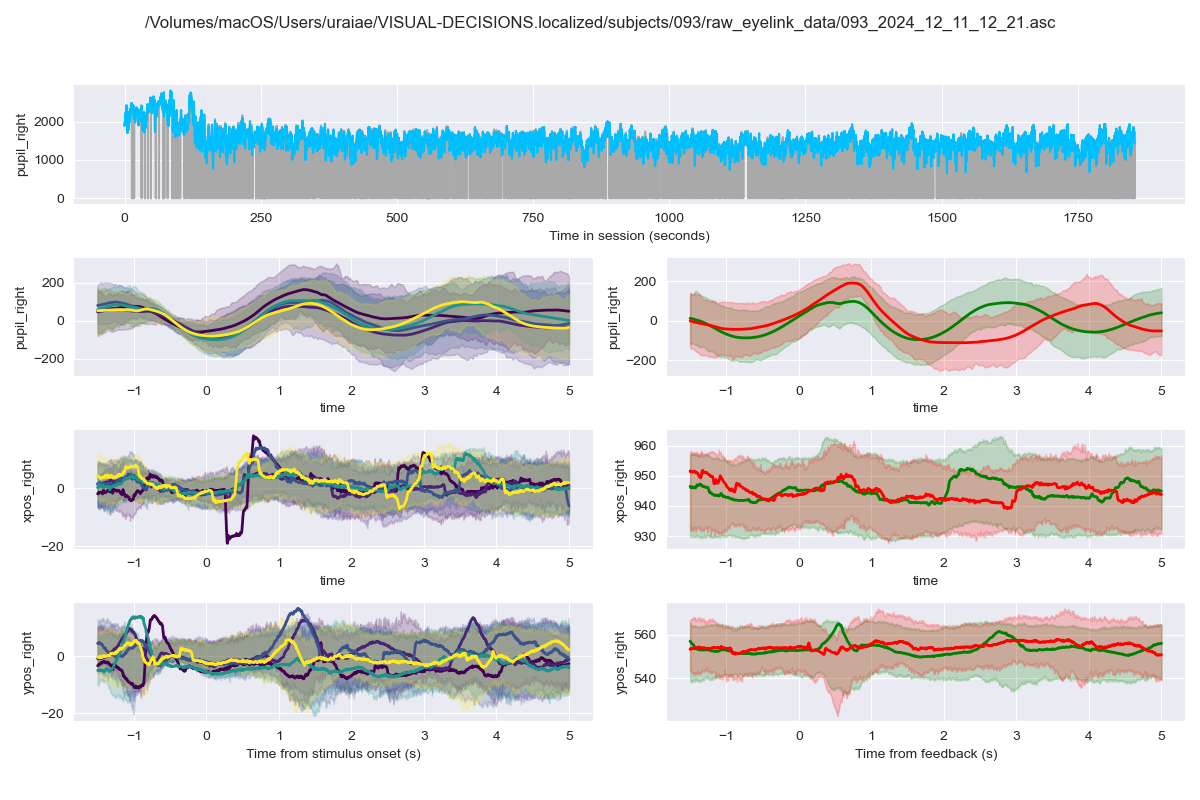 /Volumes/macOS/Users/uraiae/VISUAL-DECISIONS.localized/subjects/093/raw_eyelink_data/093_2024_12_11_12_21.asc
pupil_right
2000
1000
0
0 250 500 750 1000 1250 1500 1750
Time in session (seconds)
pupil_right
200
0
−200
−1 0 1 2 3 4 5
time
pupil_right
200
0
−200
−1 0 1 2 3 4 5
time
xpos_right
0
−20
−1 0 1 2 3 4 5
time
xpos_right
960
950
940
930
−1 0 1 2 3 4 5
time
ypos_right
0
−20
−1 0 1 2 3 4 5
Time from stimulus onset (s)
ypos_right
560
540
−1 0 1 2 3 4 5
Time from feedback (s)